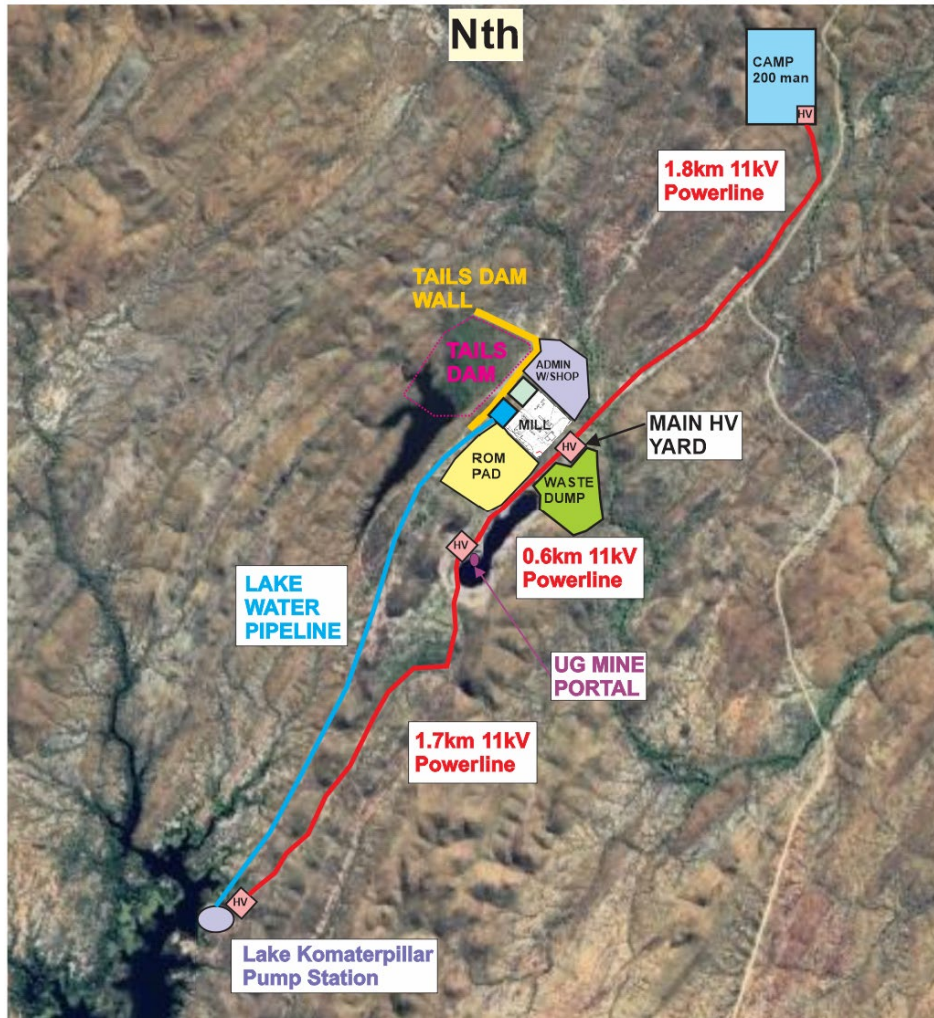 Nth
CAMP
200 man
HV
1.8km 11kV
Powerline
TAILS DAM
WALL
TAILS
DAM
ADMIN
W/SHOP
MILL
MAIN HV
YARD
HV
ROM
PAD
WASTE
DUMP
HV
0.6km 11kV
Powerline
LAKE
WATER
PIPELINE
UG MINE
PORTAL
1.7km 11kV
Powerline
HV
Lake Komaterpillar
Pump Station